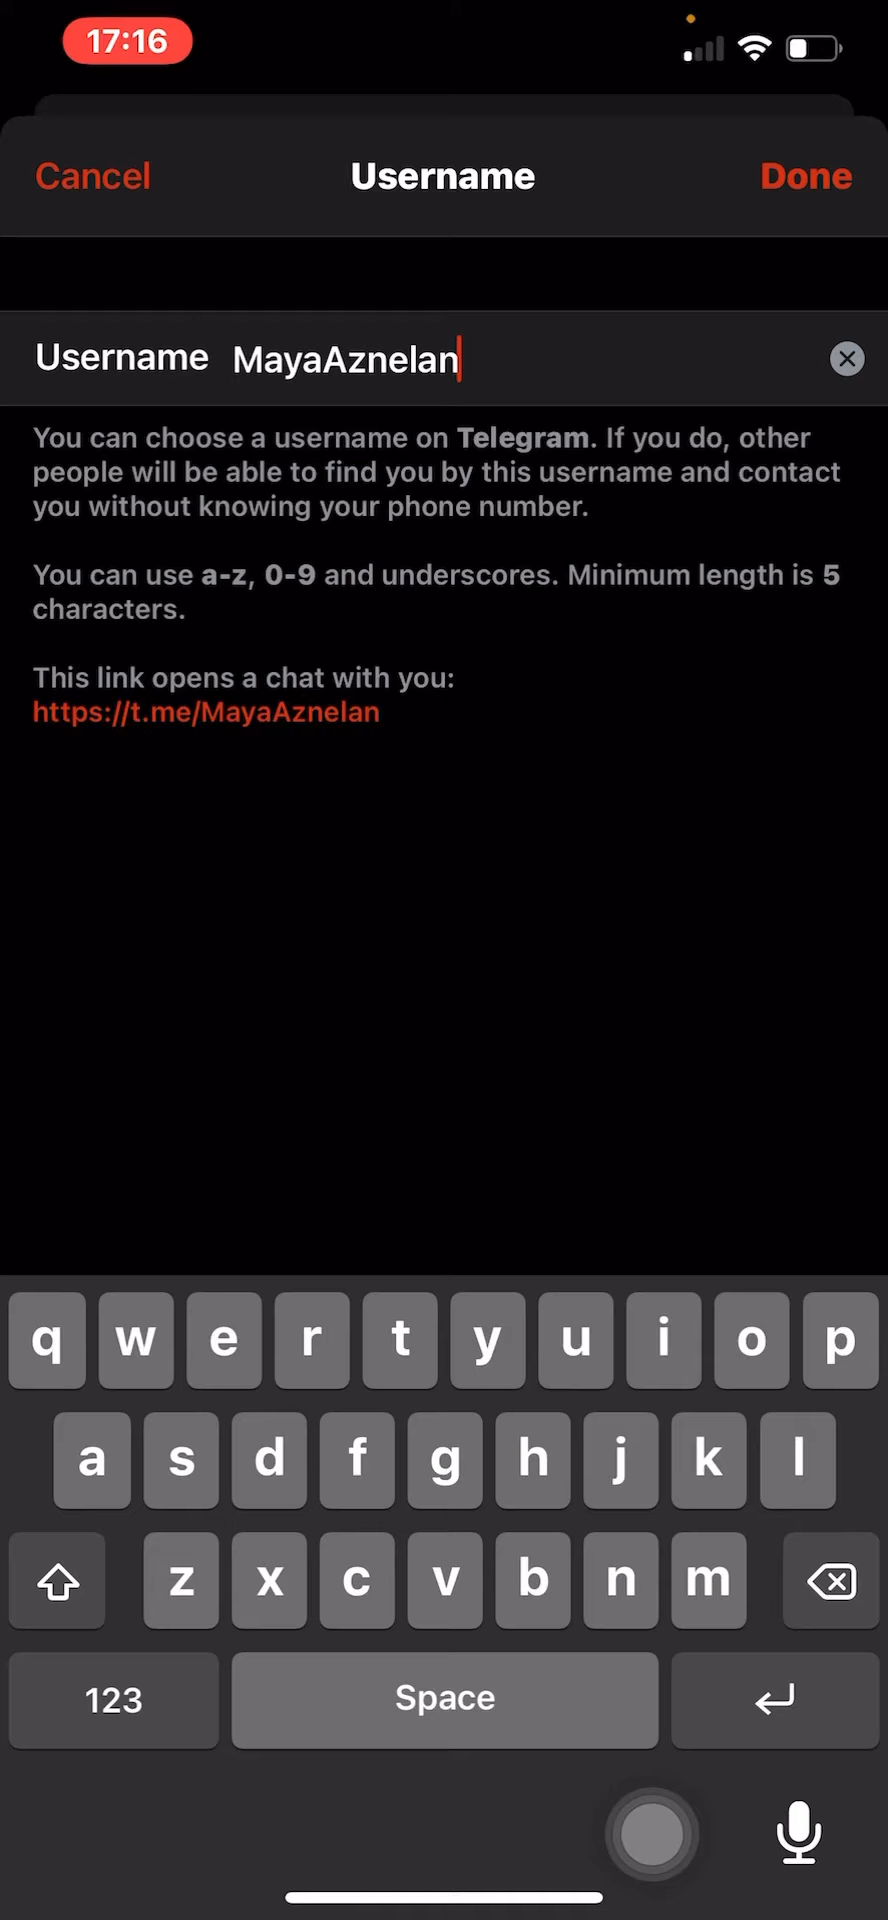 17:16
Cancel Username Done
Username MayaAznelan
You can choose a username on Telegram. If you do, other
people will be able to find you by this username and contact
you without knowing your phone number.
You can use a-z, 0-9 and underscores. Minimum length is 5
characters.
This link opens a chat with you:
https://t.me/MayaAznelan
q w e r t y u i o p
a s d f g h j k l
z x c v b n m
123 Space